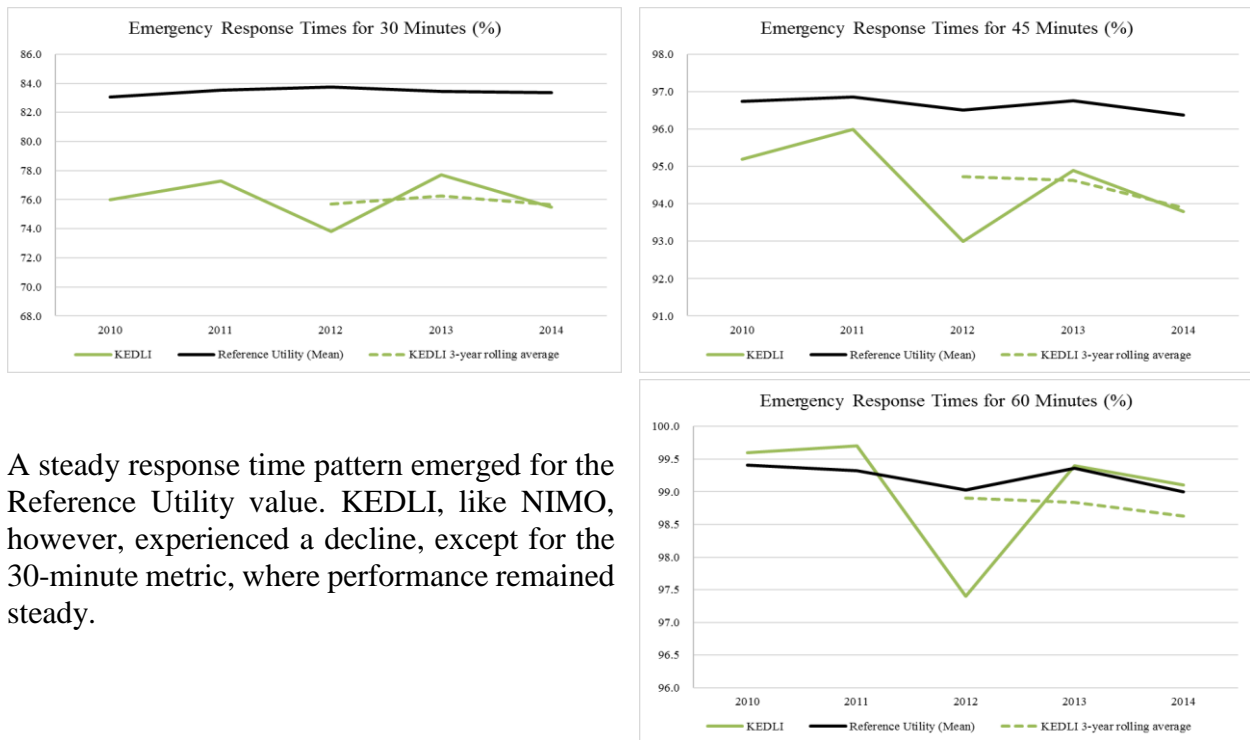 Emergency Response Times for 30 Minutes (%)
86.0
84.0
82.0
80.0
78.0
76.0
74.0
72.0
70.0
68.0
2010 2011 2012 2013 2014
KEDLI Reference Utility (Mean) KEDLI 3-year rolling average
Emergency Response Times for 45 Minutes (%)
98.0
97.0
96.0
95.0
94.0
93.0
92.0
91.0
2010 2011 2012 2013 2014
KEDLI Reference Utility (Mean) KEDLI 3-year rolling average
A steady response time pattern emerged for the
Reference Utility value. KEDLI, like NIMO,
however, experienced a decline, except for the
30-minute metric, where performance remained
steady.
Emergency Response Times for 60 Minutes (%)
100.0
99.5
99.0
98.5
98.0
97.5
97.0
96.5
96.0
2010 2011 2012 2013 2014
KEDLI Reference Utility (Mean) KEDLI 3-year rolling average